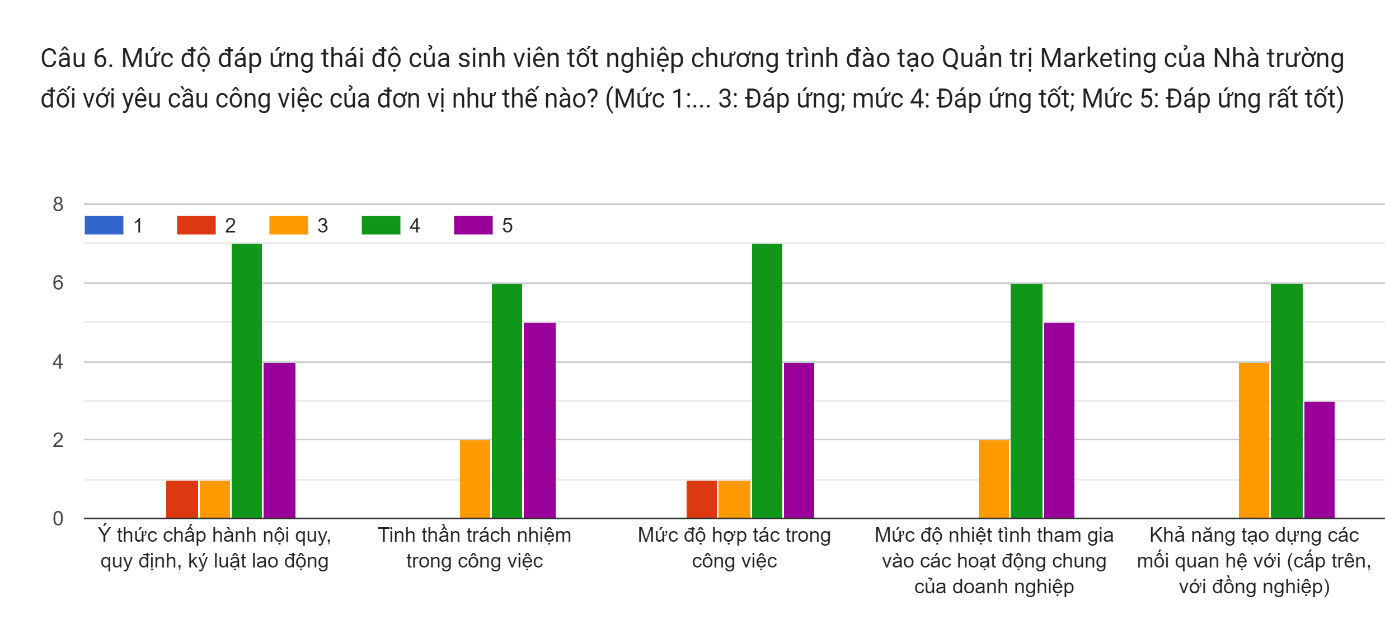 Câu 6. Mức độ đáp ứng thái độ của sinh viên tốt nghiệp chương trình đào tạo Quản trị Marketing của Nhà trường
đối với yêu cầu công việc của đơn vị như thế nào? (Mức 1:... 3: Đáp ứng; mức 4: Đáp ứng tốt; Mức 5: Đáp ứng rất tốt)
8
1 2 3 4 5
6
4
2
0
Ý thức chấp hành nội quy,
quy định, ký luật lao động
Tinh thần trách nhiệm
trong công việc
Mức độ hợp tác trong
công việc
Mức độ nhiệt tình tham gia
vào các hoạt động chung
của doanh nghiệp
Khả năng tạo dựng các
mối quan hệ với (cấp trên,
với đồng nghiệp)